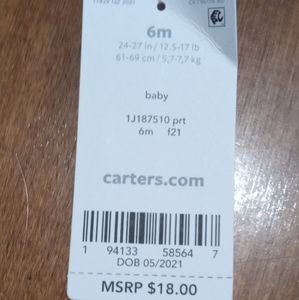 6m
24-27 in / 12.5-17 lb
61-69 cm / 5,7-7,7 kg
baby
1J187510 prt
6m f21
carters.com
1 94133 58564 7
DOB 05/2021
MSRP $18.00